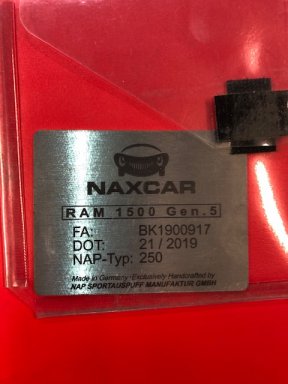 NAXCAR
RAM 1500 Gen.5
FA: BK1900917
DOT: 21/2019
NAP-Typ: 250
Made in Germany - Exclusively Handcrafted by
NAP SPORTAUSPUFF MANUFAKTUR GMBH